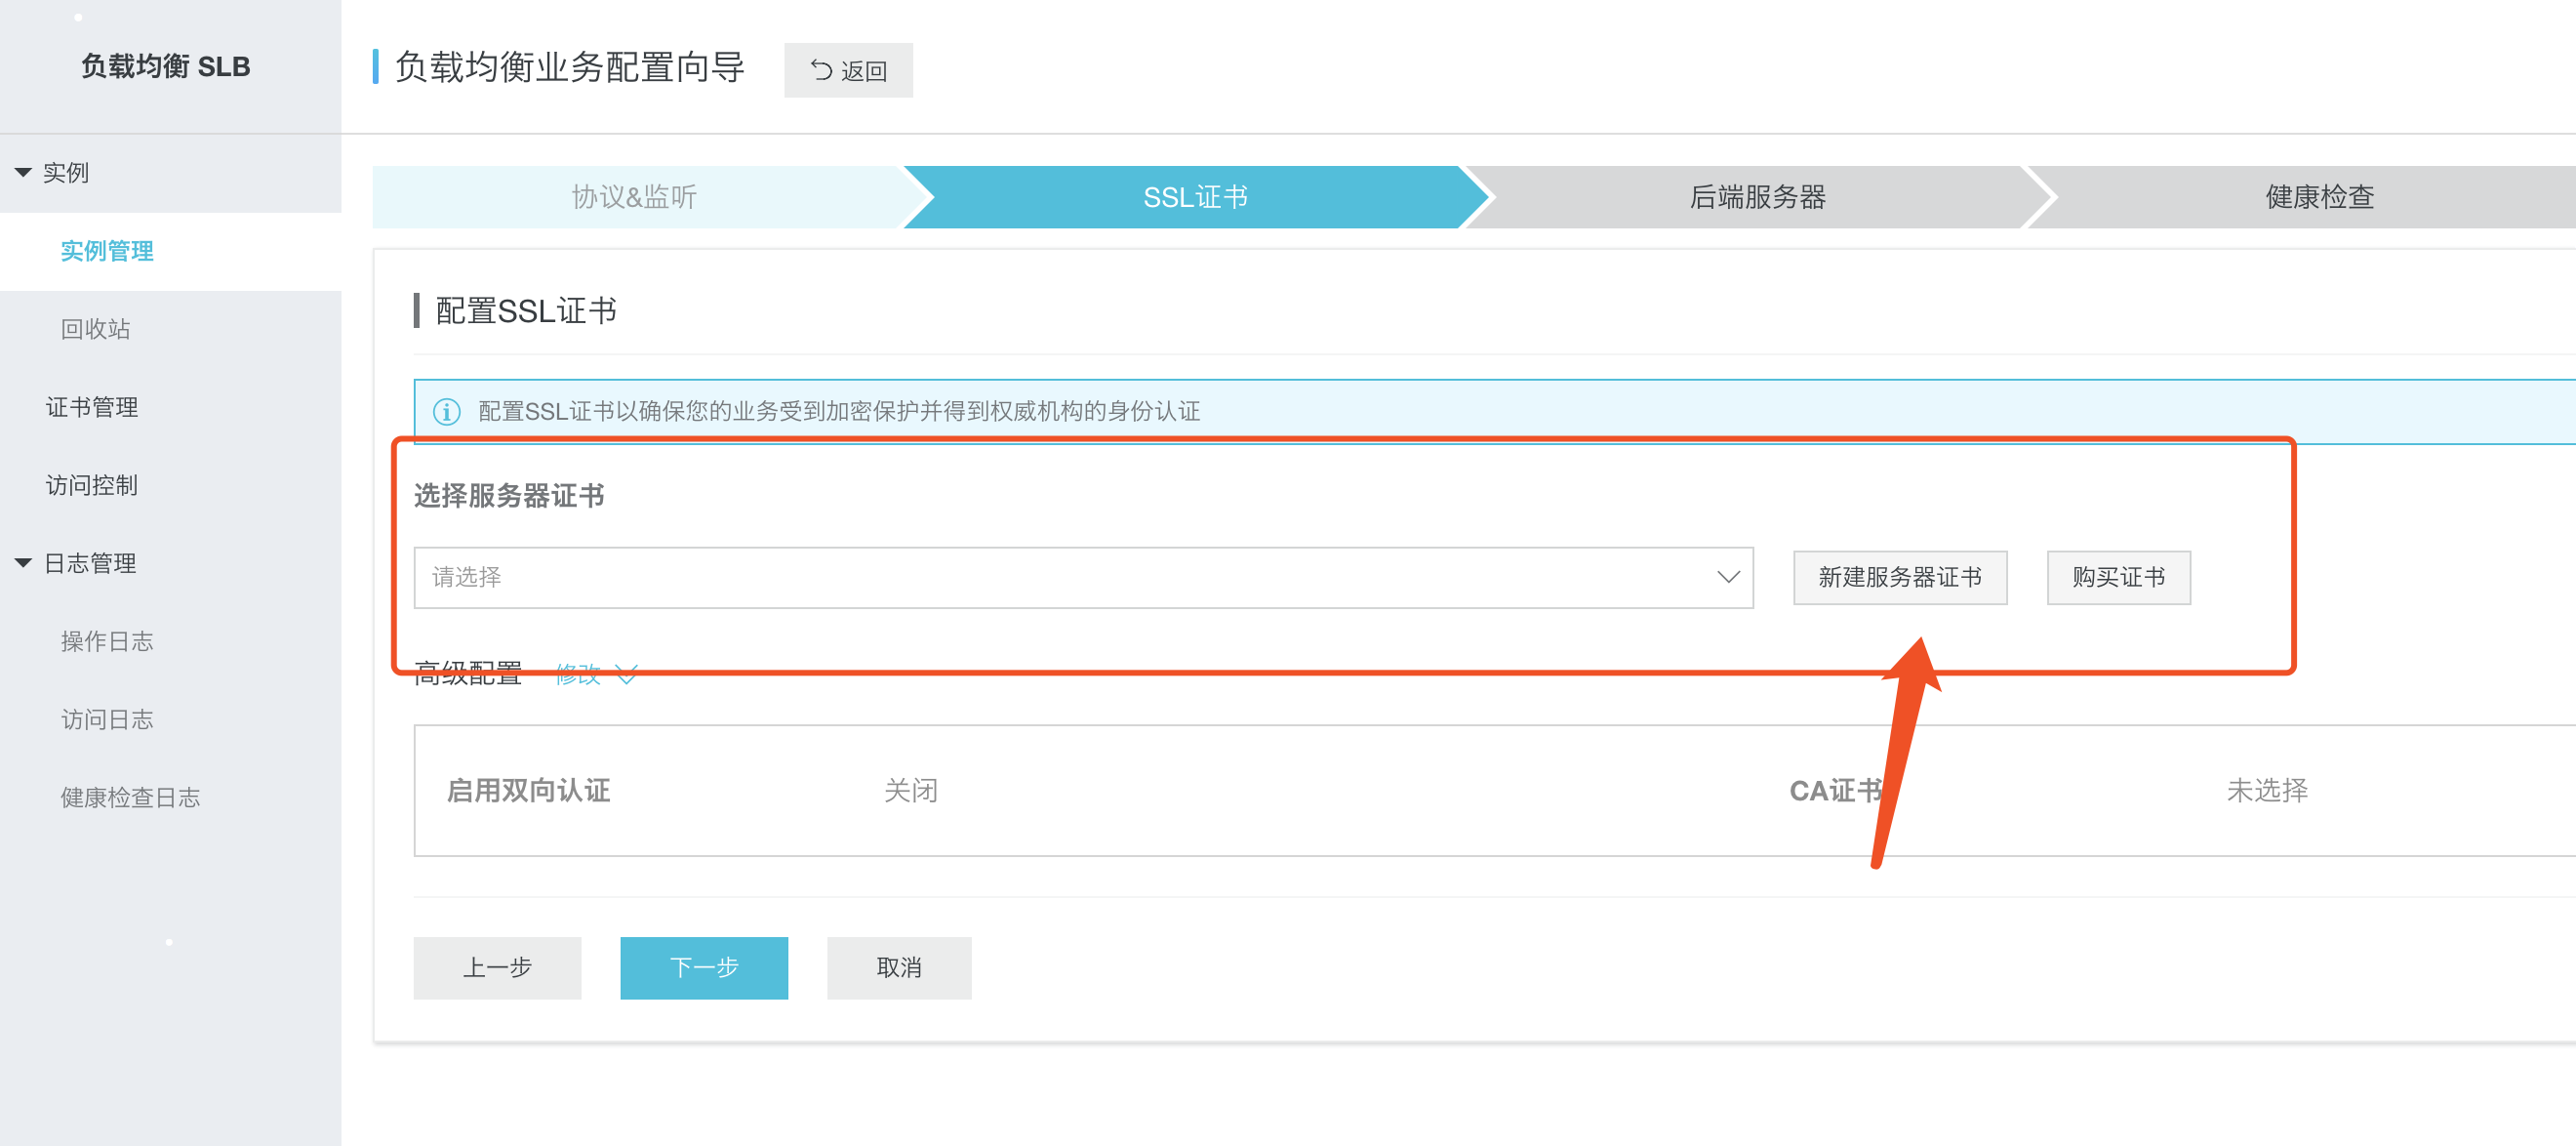 负载均衡 SLB
负载均衡业务配置向导
返回
实例
实例管理
回收站
证书管理
访问控制
日志管理
操作日志
访问日志
健康检查日志
协议&监听
SSL证书
后端服务器
健康检查
配置SSL证书
配置SSL证书以确保您的业务受到加密保护并得到权威机构的身份认证
选择服务器证书
请选择
新建服务器证书
购买证书
高级配置 修改
启用双向认证 关闭 CA证书 未选择
上一步 下一步 取消